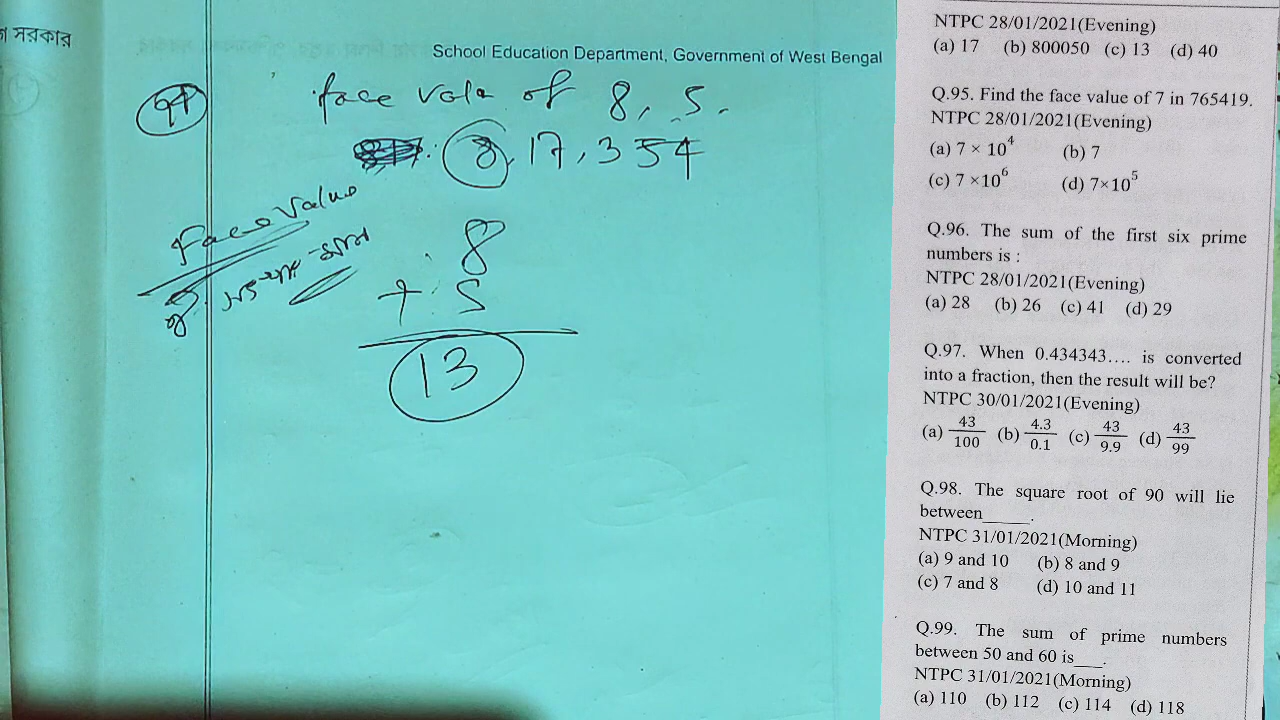 সরকার
School Education Department, Government of West Bengal
94
face valu of 8, 5.
8,17,354
Face Value
8
+ 5
13
NTPC 28/01/2021(Evening)
(a) 17 (b) 800050 (c) 13 (d) 40
Q.95. Find the face value of 7 in 765419.
NTPC 28/01/2021(Evening)
(a) 7 × 10⁴ (b) 7
(c) 7 ×10⁶ (d) 7×10⁵
Q.96. The sum of the first six prime
numbers is :
NTPC 28/01/2021(Evening)
(a) 28 (b) 26 (c) 41 (d) 29
Q.97. When 0.434343.... is converted
into a fraction, then the result will be?
NTPC 30/01/2021(Evening)
(a) 43/100 (b) 4.3/0.1 (c) 43/9.9 (d) 43/99
Q.98. The square root of 90 will lie
between_____.
NTPC 31/01/2021(Morning)
(a) 9 and 10 (b) 8 and 9
(c) 7 and 8 (d) 10 and 11
Q.99. The sum of prime numbers
between 50 and 60 is___.
NTPC 31/01/2021(Morning)
(a) 110 (b) 112 (c) 114 (d) 118